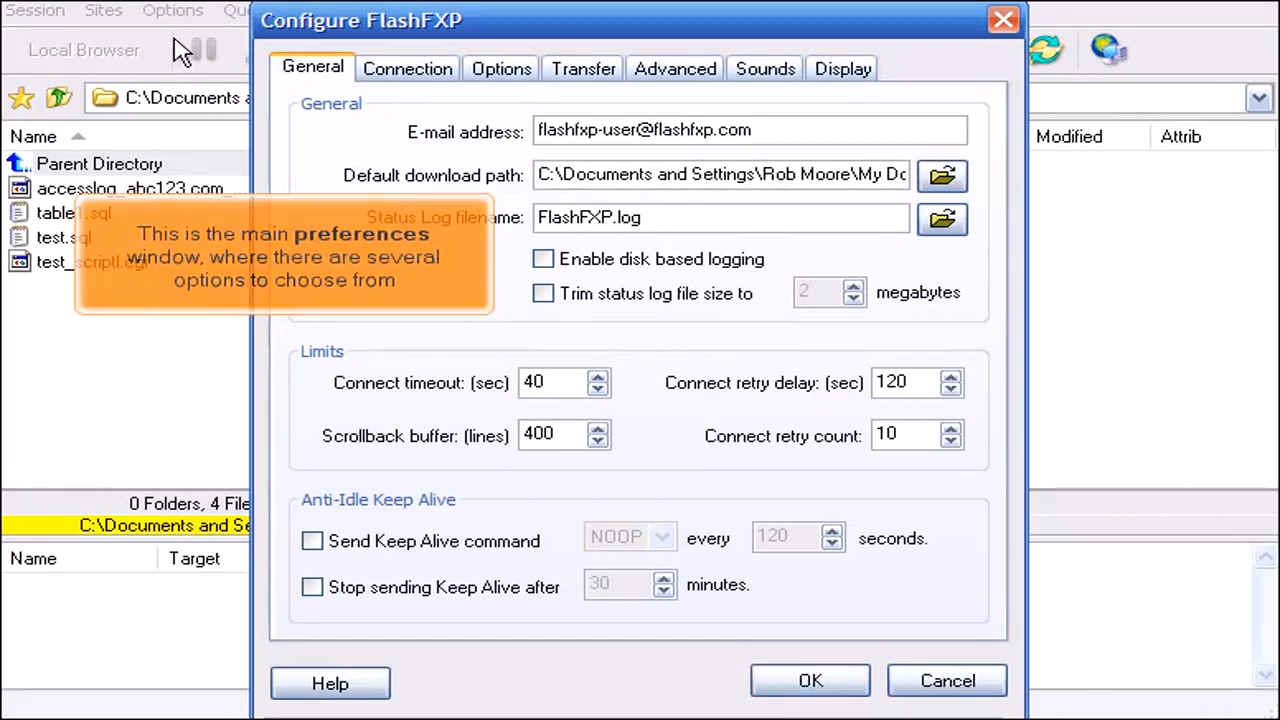 Session Sites Options
Configure FlashFXP
Local Browser
General Connection Options Transfer Advanced Sounds Display
C:\Documents a
General
E-mail address: flashfxp-user@flashfxp.com
Name Modified Attrib
Parent Directory
Default download path: C:\Documents and Settings\Rob Moore\My Do
accesslog_abc123.com_...
table1.sql
Status Log filename: FlashFXP.log
test.sql
This is the main preferences
window, where there are several
options to choose from
Enable disk based logging
Trim status log file size to 2 megabytes
Limits
Connect timeout: (sec) 40 Connect retry delay: (sec) 120
Scrollback buffer: (lines) 400 Connect retry count: 10
0 Folders, 4 File
C:\Documents and Se
Anti-Idle Keep Alive
Send Keep Alive command NOOP every 120 seconds.
Name Target
Stop sending Keep Alive after 30 minutes.
Help OK Cancel